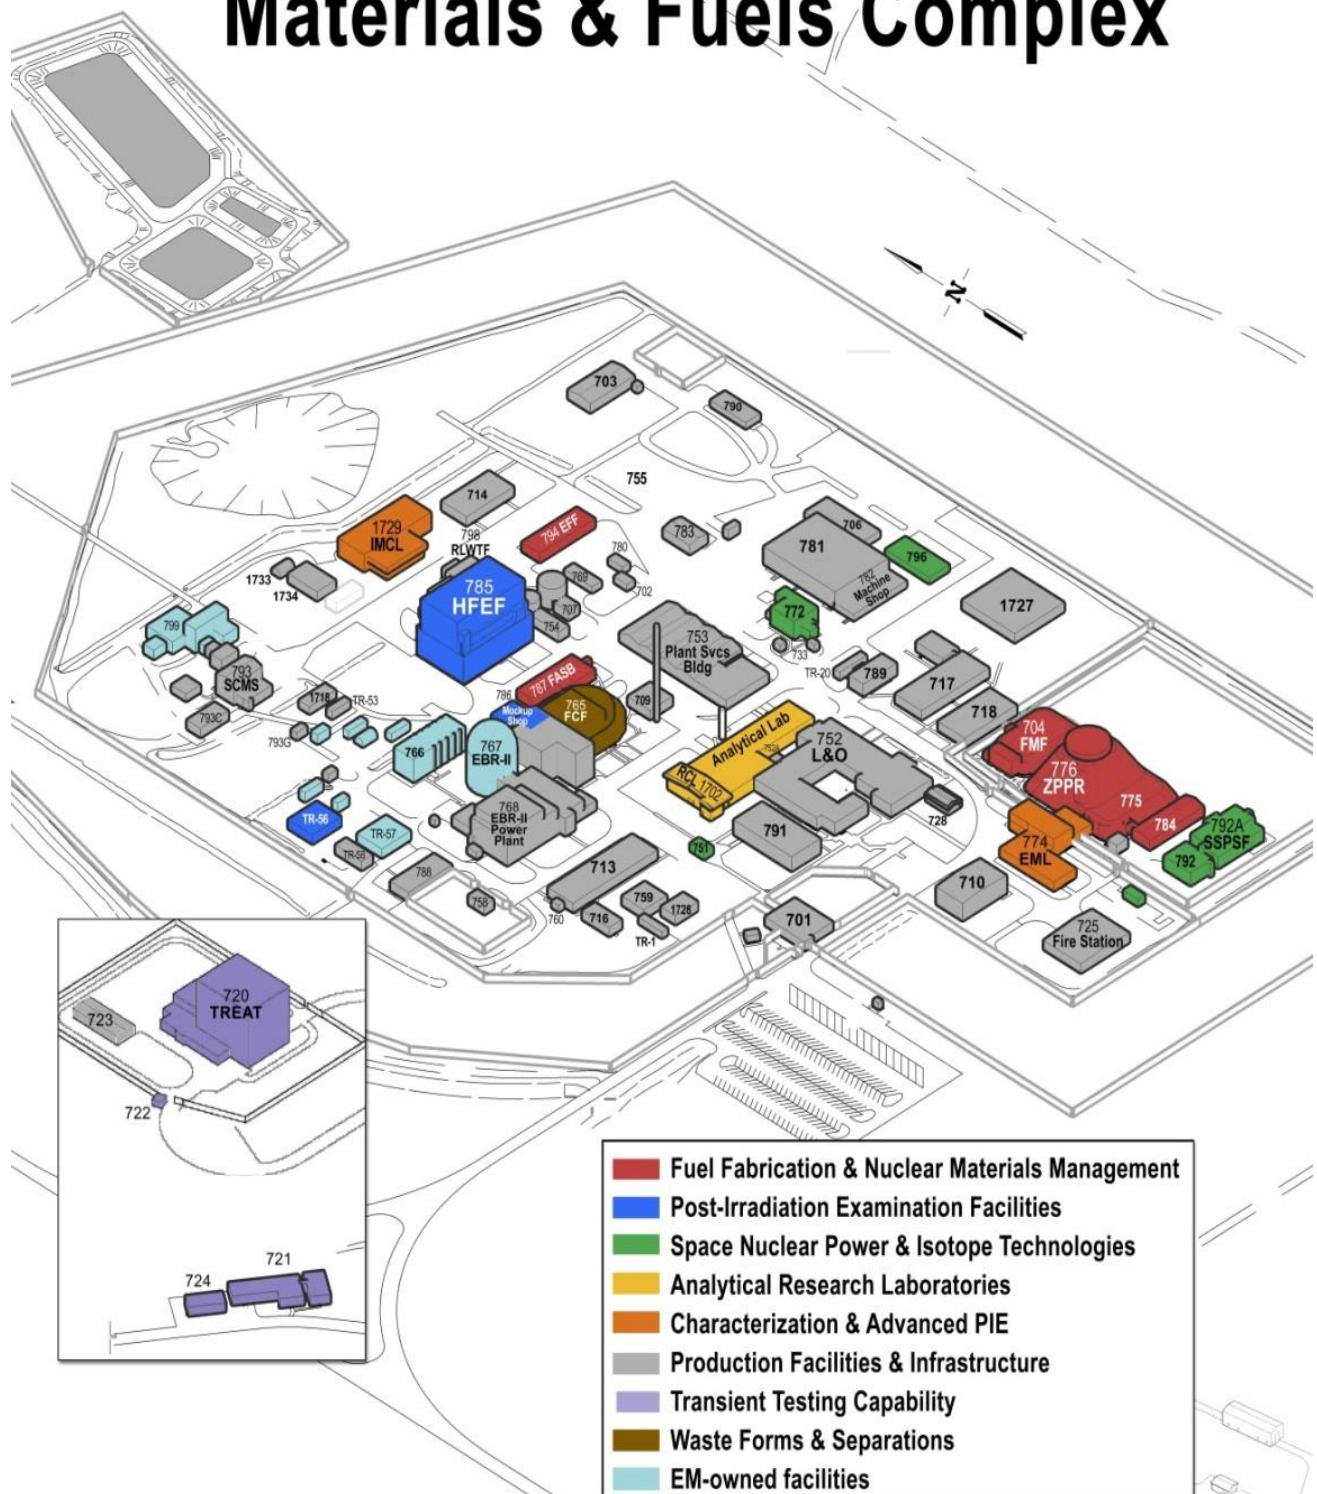 Materials & Fuels Complex
N
703
790
755
714
794 EFF
783
706
781
796
782
Machine
Shop
1729
IMCL
798
RLWTF
785
HFEF
780
702
769
707
754
1733
1734
772
733
1727
799
793
SCMS
793C
1718
TR-53
793G
753
Plant Svcs
Bldg
TR-20
789
717
718
787 FASB
786
Mockup
Shop
765
FCF
709
766
767
EBR-II
Analytical Lab
752A
RCL 1702
752
L&O
728
704
FMF
776
ZPPR
775
784
792A
SSPSF
792
774
EML
768
EBR-II
Power
Plant
TR-56
TR-57
TR-56
788
758
751
791
713
760
716
759
1728
TR-1
701
710
725
Fire Station
720
TREAT
723
722
721
724
Fuel Fabrication & Nuclear Materials Management
Post-Irradiation Examination Facilities
Space Nuclear Power & Isotope Technologies
Analytical Research Laboratories
Characterization & Advanced PIE
Production Facilities & Infrastructure
Transient Testing Capability
Waste Forms & Separations
EM-owned facilities